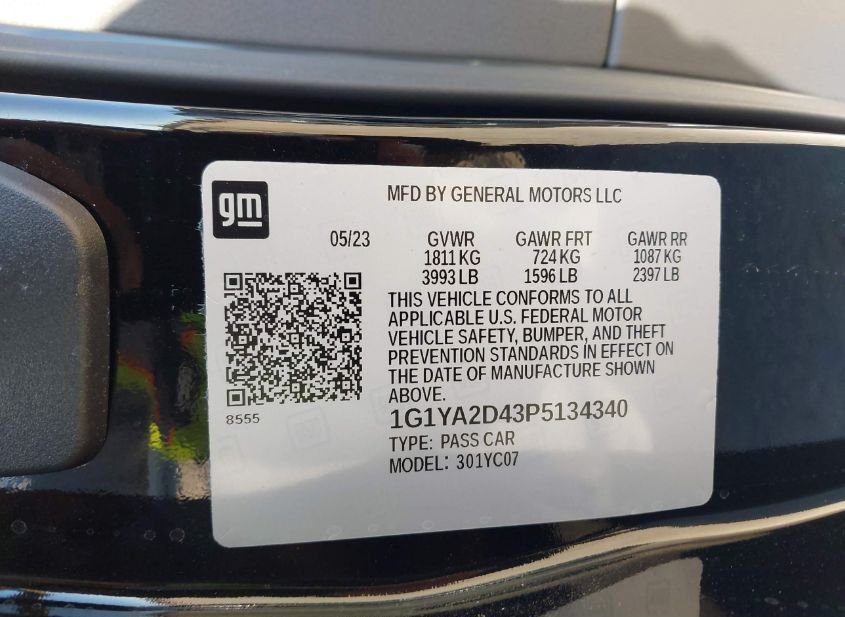 gm
MFD BY GENERAL MOTORS LLC
05/23 GVWR GAWR FRT GAWR RR
1811 KG 724 KG 1087 KG
3993 LB 1596 LB 2397 LB
THIS VEHICLE CONFORMS TO ALL
APPLICABLE U.S. FEDERAL MOTOR
VEHICLE SAFETY, BUMPER, AND THEFT
PREVENTION STANDARDS IN EFFECT ON
THE DATE OF MANUFACTURE SHOWN
ABOVE.
8555
1G1YA2D43P5134340
TYPE: PASS CAR
MODEL: 301YC07